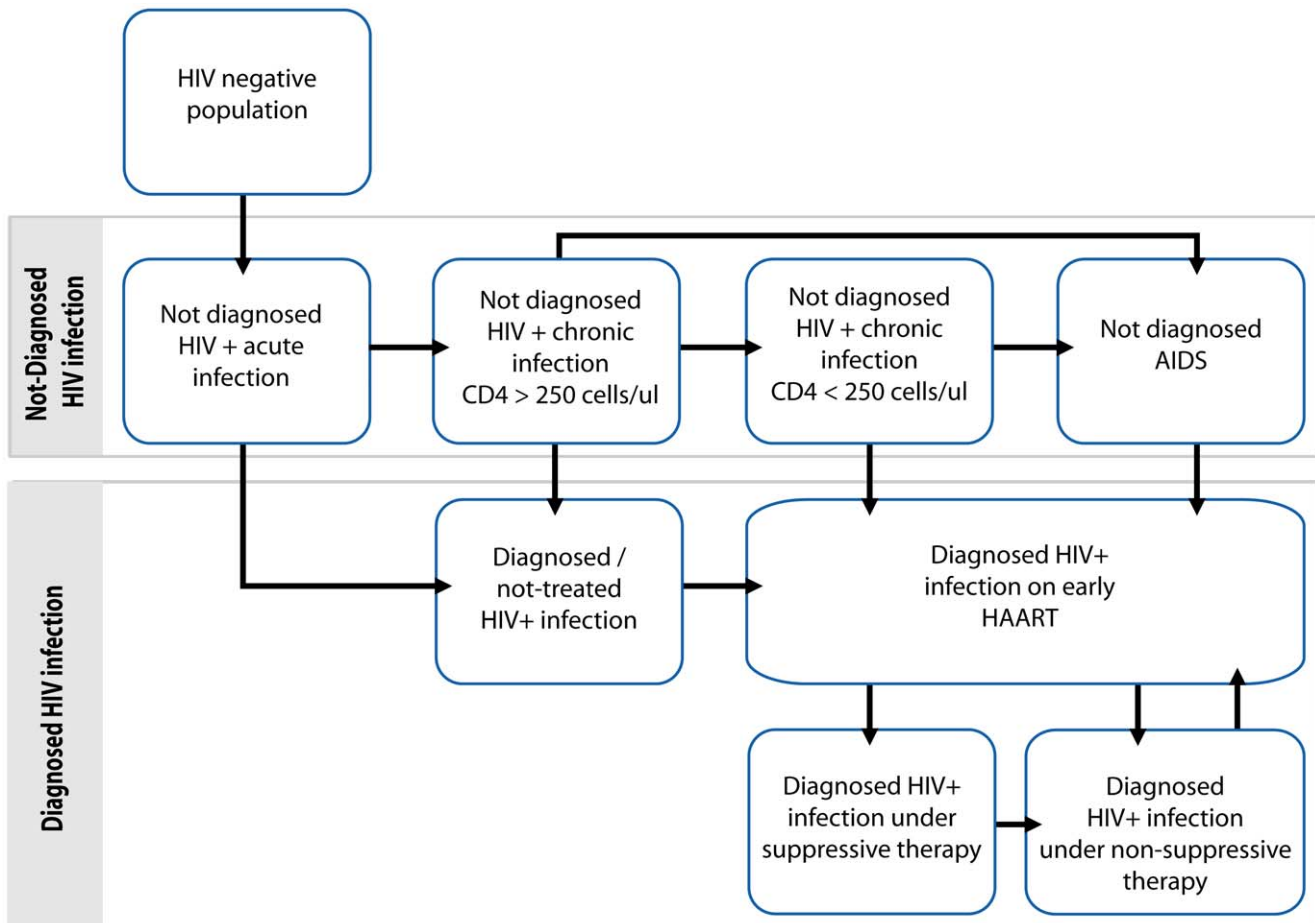 HIV negative
population
Not-Diagnosed
HIV infection
Not diagnosed
HIV + acute
infection
Not diagnosed
HIV + chronic
infection
CD4 > 250 cells/ul
Not diagnosed
HIV + chronic
infection
CD4 < 250 cells/ul
Not diagnosed
AIDS
Diagnosed HIV infection
Diagnosed /
not-treated
HIV+ infection
Diagnosed HIV+
infection on early
HAART
Diagnosed HIV+
infection under
suppressive therapy
Diagnosed
HIV+ infection
under non-suppressive
therapy